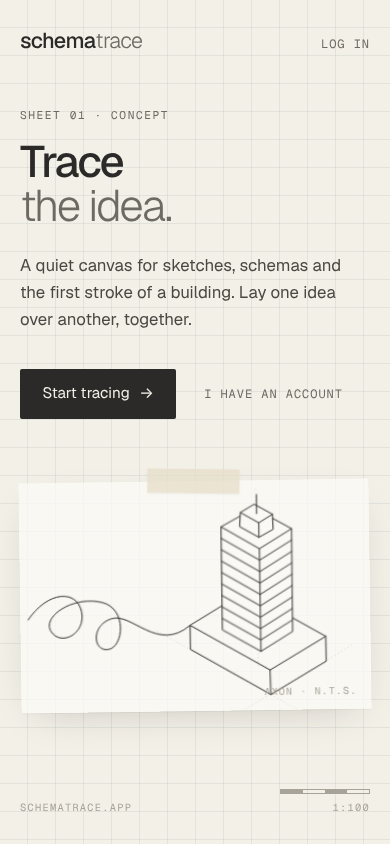 schematrace
LOG IN
SHEET 01 · CONCEPT
Trace
the idea.
A quiet canvas for sketches, schemas and
the first stroke of a building. Lay one idea
over another, together.
Start tracing →
I HAVE AN ACCOUNT
AXON · N.T.S.
SCHEMATRACE.APP
1:100